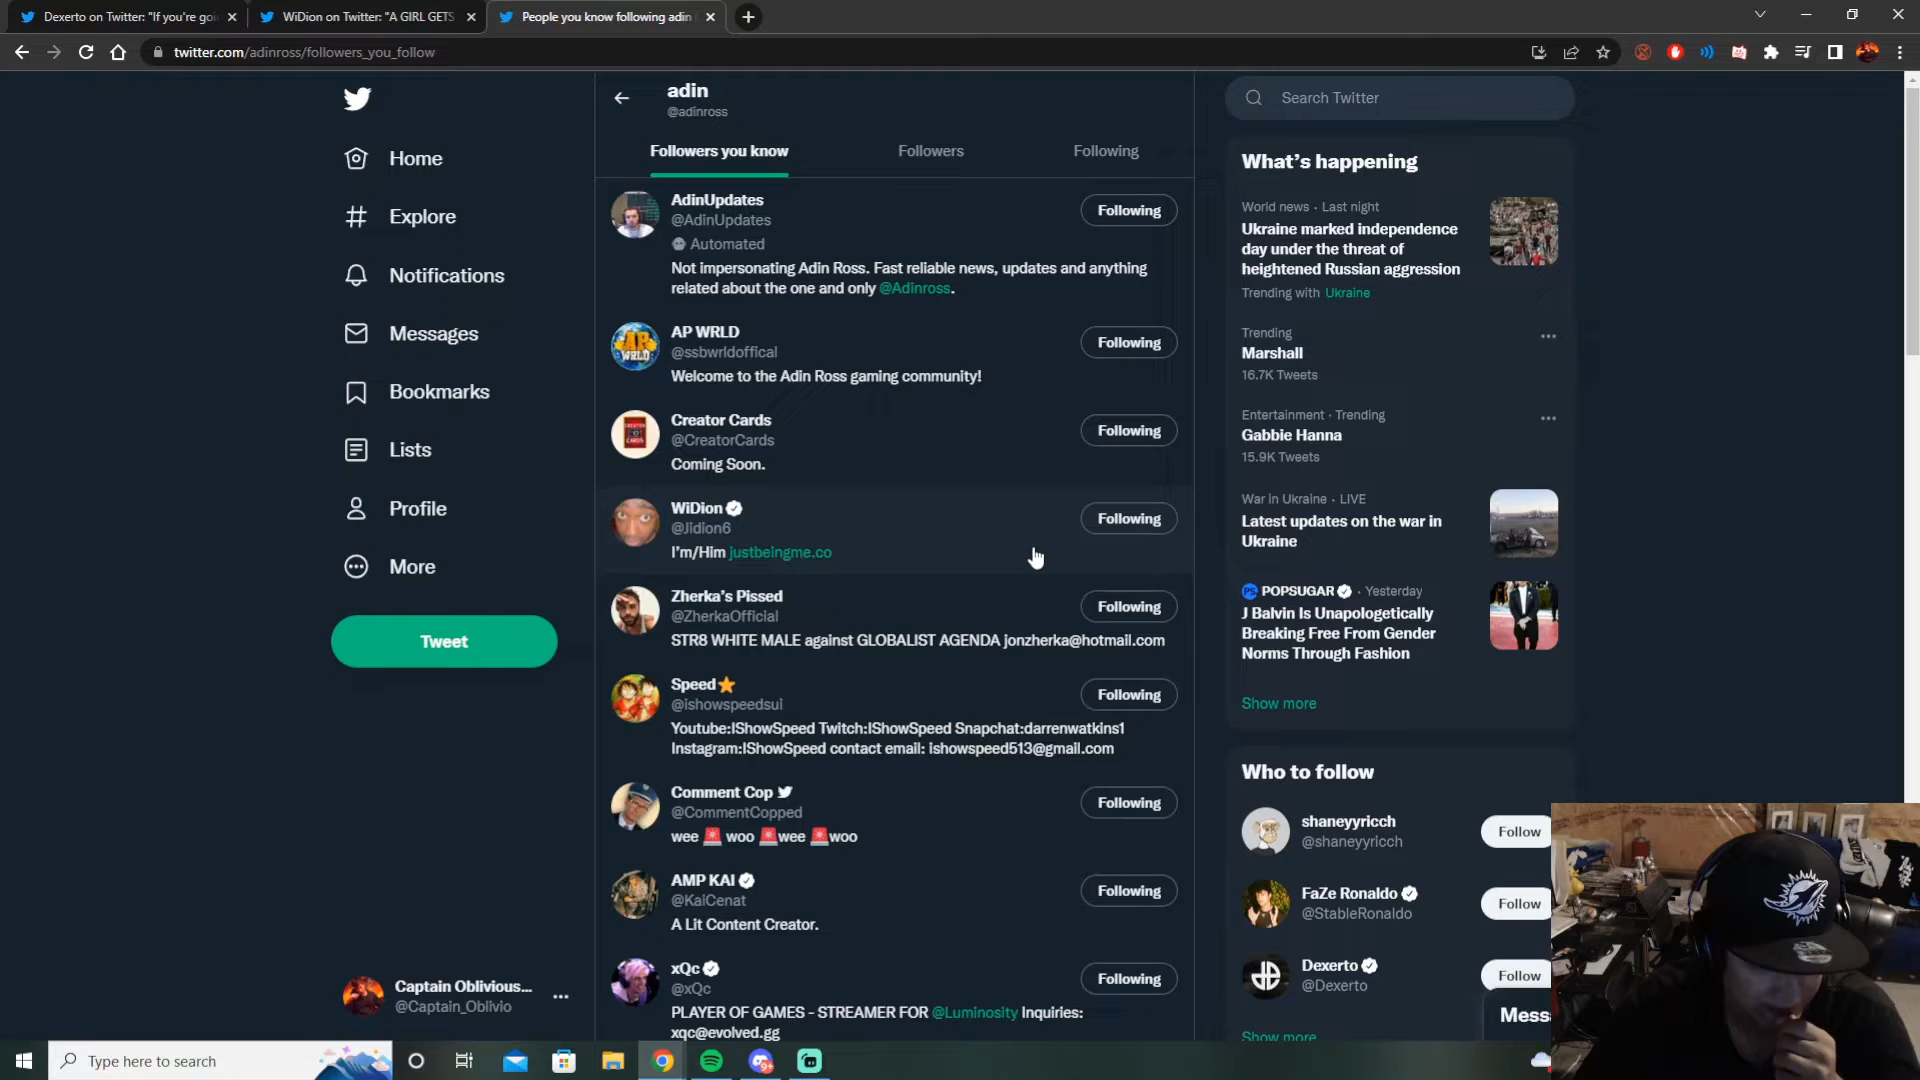 Dexerto on Twitter: "If you're goi
WiDion on Twitter: "A GIRL GETS
People you know following adin
twitter.com/adinross/followers_you_follow
adin
@adinross
Followers you know
Followers
Following
Home
Explore
Notifications
Messages
Bookmarks
Lists
Profile
More
Tweet
Captain Oblivious...
@Captain_Oblivio
AdinUpdates
@AdinUpdates
Automated
Not impersonating Adin Ross. Fast reliable news, updates and anything
related about the one and only @Adinross.
Following
AP WRLD
@ssbwrldoffical
Welcome to the Adin Ross gaming community!
Following
Creator Cards
@CreatorCards
Coming Soon.
Following
WiDion
@Jidion6
I'm/Him justbeingme.co
Following
Zherka's Pissed
@ZherkaOfficial
STR8 WHITE MALE against GLOBALIST AGENDA jonzherka@hotmail.com
Following
Speed
@ishowspeedsui
Youtube:IShowSpeed Twitch:IShowSpeed Snapchat:darrenwatkins1
Instagram:IShowSpeed contact email: ishowspeed513@gmail.com
Following
Comment Cop
@CommentCopped
wee woo wee woo
Following
AMP KAI
@KaiCenat
A Lit Content Creator.
Following
xQc
@xQc
PLAYER OF GAMES - STREAMER FOR @Luminosity Inquiries:
xqc@evolved.gg
Following
Search Twitter
What's happening
World news · Last night
Ukraine marked independence
day under the threat of
heightened Russian aggression
Trending with Ukraine
Trending
Marshall
16.7K Tweets
Entertainment · Trending
Gabbie Hanna
15.9K Tweets
War in Ukraine · LIVE
Latest updates on the war in
Ukraine
POPSUGAR · Yesterday
J Balvin Is Unapologetically
Breaking Free From Gender
Norms Through Fashion
Show more
Who to follow
shaneyyricch
@shaneyyricch
Follow
FaZe Ronaldo
@StableRonaldo
Follow
Dexerto
@Dexerto
Follow
Show more
Mess
Type here to search